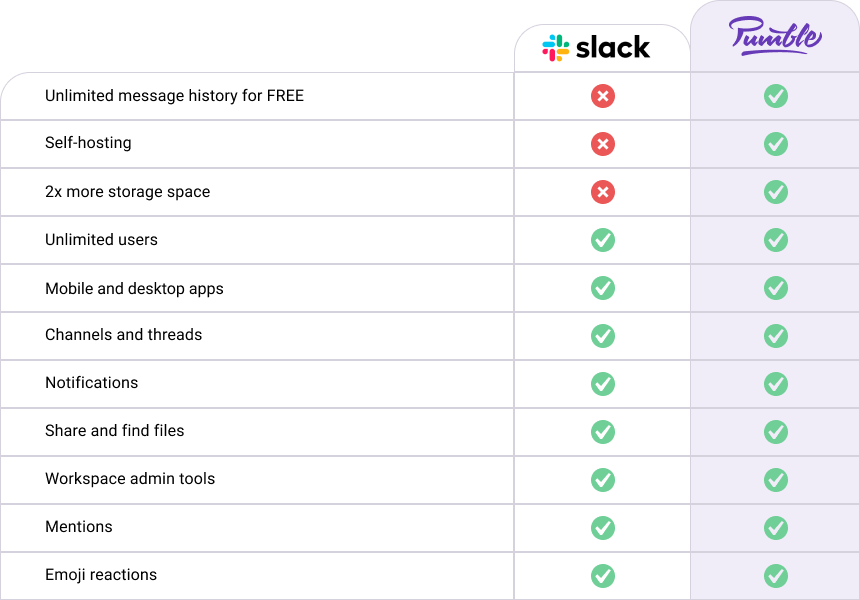 slack
Pumble
Unlimited message history for FREE
Self-hosting
2x more storage space
Unlimited users
Mobile and desktop apps
Channels and threads
Notifications
Share and find files
Workspace admin tools
Mentions
Emoji reactions